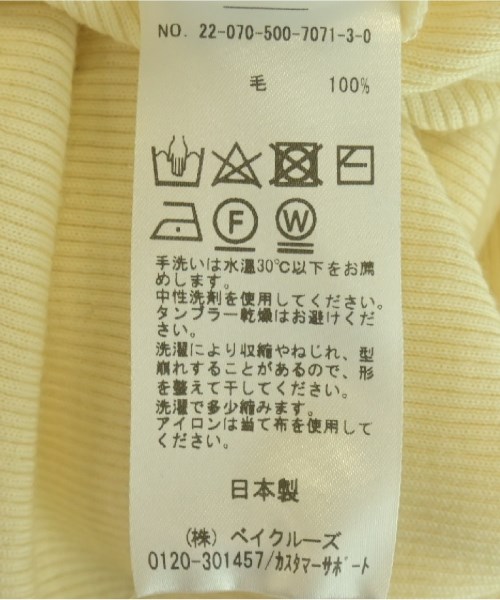 NO. 22-070-500-7071-3-0
毛 100%
F W
手洗いは水温30℃以下をお薦
めします。
中性洗剤を使用してください。
タンブラー乾燥はお避けくだ
さい。
洗濯により収縮やねじれ、型
崩れすることがあるので、形
を整えて干してください。
洗濯で多少縮みます。
アイロンは当て布を使用して
ください。
日本製
(株) ベイクルーズ
0120-301457/ｶｽﾀﾏｰｻﾎﾟｰﾄ